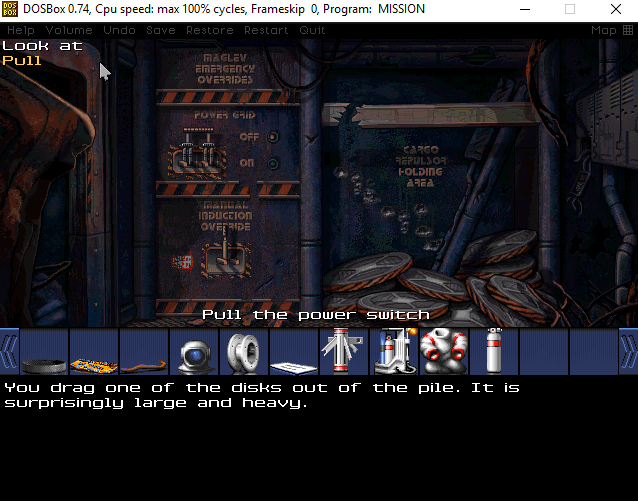 DOSBox 0.74, Cpu speed: max 100% cycles, Frameskip 0, Program: MISSION
Help Volume Undo Save Restore Restart Quit Map
Look at
Pull
MAGLEV
EMERGENCY
OVERRIDES
POWER GRID
OFF
ON
CARGO
REPULSOR
HOLDING
AREA
MANUAL
INDUCTION
OVERRIDE
Pull the power switch
You drag one of the disks out of the pile. It is
surprisingly large and heavy.